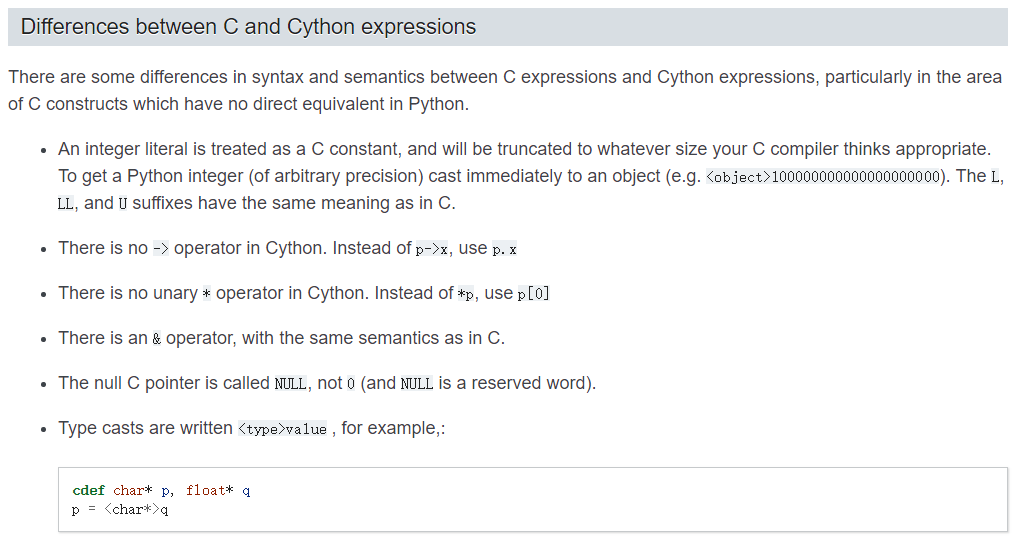 Differences between C and Cython expressions
There are some differences in syntax and semantics between C expressions and Cython expressions, particularly in the area
of C constructs which have no direct equivalent in Python.
• An integer literal is treated as a C constant, and will be truncated to whatever size your C compiler thinks appropriate.
To get a Python integer (of arbitrary precision) cast immediately to an object (e.g. <object>100000000000000000000). The L,
LL, and U suffixes have the same meaning as in C.
• There is no -> operator in Cython. Instead of p->x, use p.x
• There is no unary * operator in Cython. Instead of *p, use p[0]
• There is an & operator, with the same semantics as in C.
• The null C pointer is called NULL, not 0 (and NULL is a reserved word).
• Type casts are written <type>value , for example,:
cdef char* p, float* q
p = <char*>q